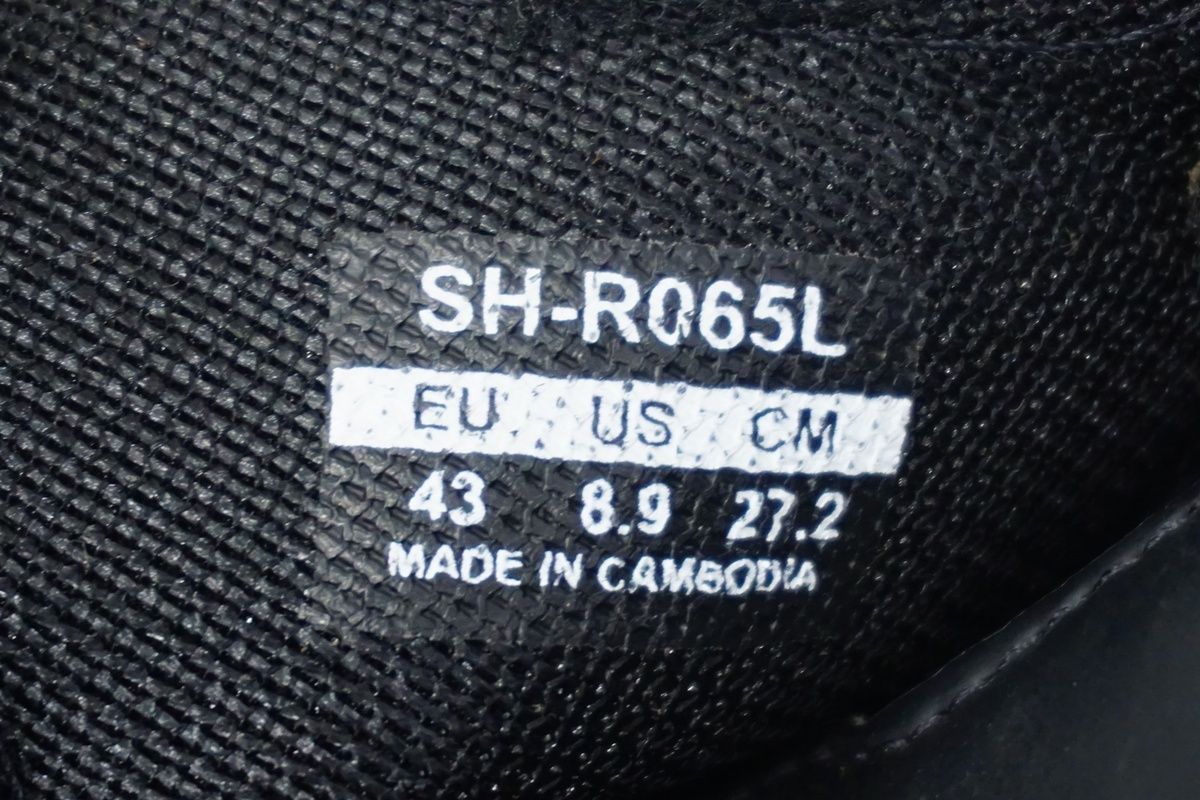 SH-R065L
EU US CM
43 8.9 27.2
MADE IN CAMBODIA